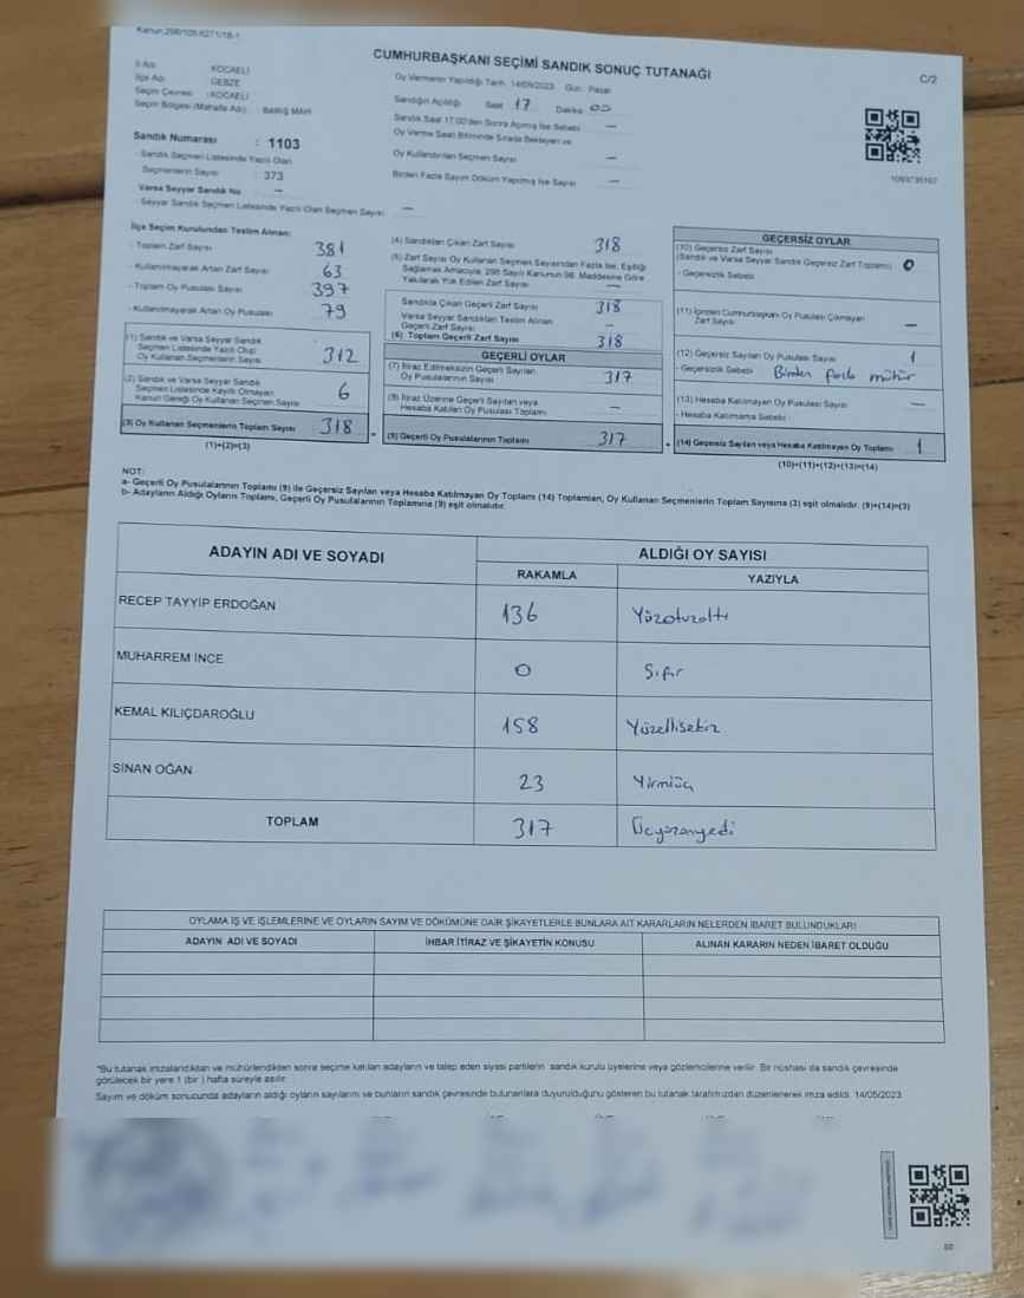 Kanun:298/105.6271/18-1
CUMHURBAŞKANI SEÇİMİ SANDIK SONUÇ TUTANAĞI
C/2
İl Adı : KOCAELİ
İlçe Adı : GEBZE
Seçim Çevresi : KOCAELİ
Seçim Bölgesi (Mahalle Adı) : BARIŞ MAH
Sandık Numarası : 1103
Sandık Seçmen Listesinde Yazılı Olan
Seçmenlerin Sayısı : 373
Varsa Seyyar Sandık No —
Seyyar Sandık Seçmen Listesinde Yazılı Olan Seçmen Sayısı —
Oy Vermenin Yapıldığı Tarih 14/05/2023 Gün: Pazar
Sandığın Açıldığı Saat 17 Dakika 00
Sandık Saat 17:00'den Sonra Açılmış İse Sebebi —
Oy Verme Saati Bitiminde Sırada Bekleyen ve
Oy Kullandırılan Seçmen Sayısı —
Birden Fazla Sayım Döküm Yapılmış İse Sayısı —
İlçe Seçim Kurulundan Teslim Alınan:
- Toplam Zarf Sayısı 381
- Kullanılmayarak Artan Zarf Sayısı 63
- Toplam Oy Pusulası Sayısı 397
- Kullanılmayarak Artan Oy Pusulası 79
(1) Sandık ve Varsa Seyyar Sandık
Seçmen Listesinde Yazılı Olup
Oy Kullanan Seçmenlerin Sayısı 312
(2) Sandık ve Varsa Seyyar Sandık
Seçmen Listesinde Kayıtlı Olmayan
Kanun Gereği Oy Kullanan Seçmen Sayısı 6
(3) Oy Kullanan Seçmenlerin Toplam Sayısı 318
(1)+(2)=(3)
(4) Sandıktan Çıkan Zarf Sayısı 318
(5) Zarf Sayısı Oy Kullanan Seçmen Sayısından Fazla İse, Eşitliği
Sağlamak Amacıyla, 298 Sayılı Kanunun 98. Maddesine Göre
Yakılarak Yok Edilen Zarf Sayısı —
Sandıkta Çıkan Geçerli Zarf Sayısı 318
Varsa Seyyar Sandıktan Teslim Alınan
Geçerli Zarf Sayısı —
(6) Toplam Geçerli Zarf Sayısı 318
GEÇERLİ OYLAR
(7) İtiraz Edilmeksizin Geçerli Sayılan
Oy Pusulalarının Sayısı 317
(8) İtiraz Üzerine Geçerli Sayılan veya
Hesaba Katılan Oy Pusulası Toplamı —
(9) Geçerli Oy Pusulalarının Toplamı 317
GEÇERSİZ OYLAR
(10) Geçersiz Zarf Sayısı
(Sandık ve Varsa Seyyar Sandık Geçersiz Zarf Toplamı) 0
- Geçersizlik Sebebi
(11) İçinden Cumhurbaşkanı Oy Pusulası Çıkmayan
Zarf Sayısı —
(12) Geçersiz Sayılan Oy Pusulası Sayısı 1
- Geçersizlik Sebebi Birden fazla mühür
(13) Hesaba Katılmayan Oy Pusulası Sayısı —
- Hesaba Katılmama Sebebi :
(14) Geçersiz Sayılan veya Hesaba Katılmayan Oy Toplamı 1
(10)+(11)+(12)+(13)=(14)
NOT:
a- Geçerli Oy Pusulalarının Toplamı (9) ile Geçersiz Sayılan veya Hesaba Katılmayan Oy Toplamı (14) Toplamları, Oy Kullanan Seçmenlerin Toplam Sayısına (3) eşit olmalıdır. (9)+(14)=(3)
b- Adayların Aldığı Oyların Toplamı, Geçerli Oy Pusulalarının Toplamına (9) eşit olmalıdır.
ADAYIN ADI VE SOYADI
ALDIĞI OY SAYISI
RAKAMLA YAZIYLA
RECEP TAYYİP ERDOĞAN 136 Yüzotuzaltı
MUHARREM İNCE 0 Sıfır
KEMAL KILIÇDAROĞLU 158 Yüzellisekiz
SİNAN OĞAN 23 Yirmiüç
TOPLAM 317 Üçyüzonyedi
OYLAMA İŞ VE İŞLEMLERİNE VE OYLARIN SAYIM VE DÖKÜMÜNE DAİR ŞİKAYETLERLE BUNLARA AİT KARARLARIN NELERDEN İBARET BULUNDUKLARI
ADAYIN ADI VE SOYADI İHBAR İTİRAZ VE ŞİKAYETİN KONUSU ALINAN KARARIN NEDEN İBARET OLDUĞU
*Bu tutanak imzalandıktan ve mühürlendikten sonra seçime katılan adayların ve talep eden siyasi partilerin sandık kurulu üyelerine veya gözlemcilerine verilir. Bir nüshası da sandık çevresinde
görülecek bir yere 1 (bir ) hafta süreyle asılır.
Sayım ve döküm sonucunda adayların aldığı oyların sayılarını ve bunların sandık çevresinde bulunanlara duyurulduğunu gösteren bu tutanak tarafımızdan düzenlenerek imza edildi. 14/05/2023